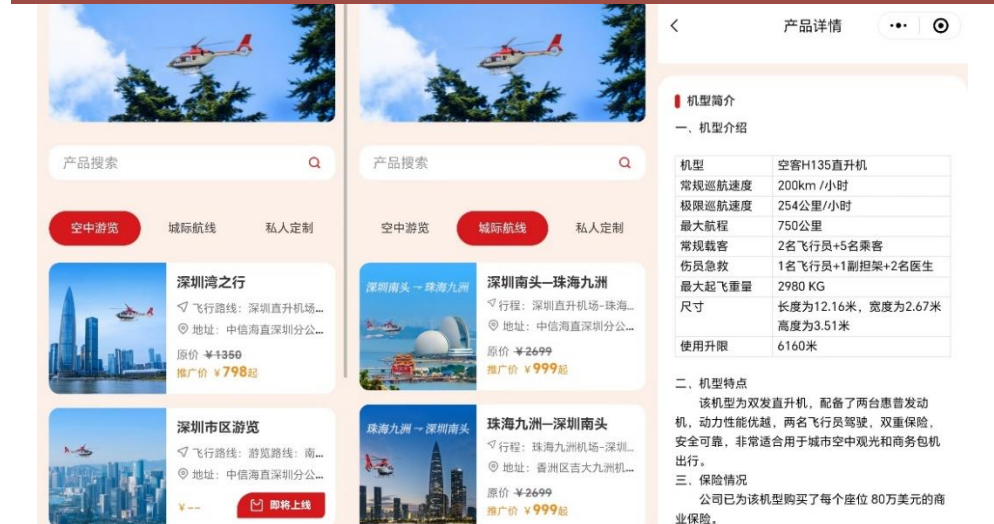 产品搜索
空中游览
城际航线
私人定制
深圳湾之行
飞行路线：深圳直升机场...
地址：中信海直深圳分公...
原价 ¥1350
推广价 ¥798起
深圳市区游览
飞行路线：游览路线：南...
地址：中信海直深圳分公...
¥--
即将上线
产品搜索
空中游览
城际航线
私人定制
深圳南头→珠海九洲
深圳南头—珠海九洲
行程：深圳直升机场-珠海...
地址：中信海直深圳分公...
原价 ¥2699
推广价 ¥999起
珠海九洲→深圳南头
珠海九洲—深圳南头
行程：珠海九洲机场-深圳...
地址：香洲区吉大九洲机...
原价 ¥2699
推广价 ¥999起
产品详情
机型简介
一、机型介绍
机型 空客H135直升机
常规巡航速度 200km /小时
极限巡航速度 254公里/小时
最大航程 750公里
常规载客 2名飞行员+5名乘客
伤员急救 1名飞行员+1副担架+2名医生
最大起飞重量 2980 KG
尺寸 长度为12.16米，宽度为2.67米
高度为3.51米
使用升限 6160米
二、机型特点
该机型为双发直升机，配备了两台惠普发动
机，动力性能优越，两名飞行员驾驶，双重保险，
安全可靠，非常适合用于城市空中观光和商务包机
出行。
三、保险情况
公司已为该机型购买了每个座位 80万美元的商
业保险。